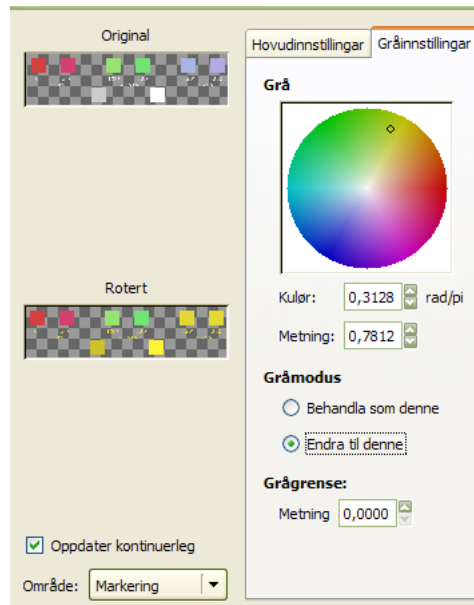 Original
Rotert
Oppdater kontinuerleg
Område: Markering
Hovudinnstillingar Gråinnstillingar
Grå
Kulør: 0,3128 rad/pi
Metning: 0,7812
Gråmodus
Behandla som denne
Endra til denne
Grågrense:
Metning 0,0000